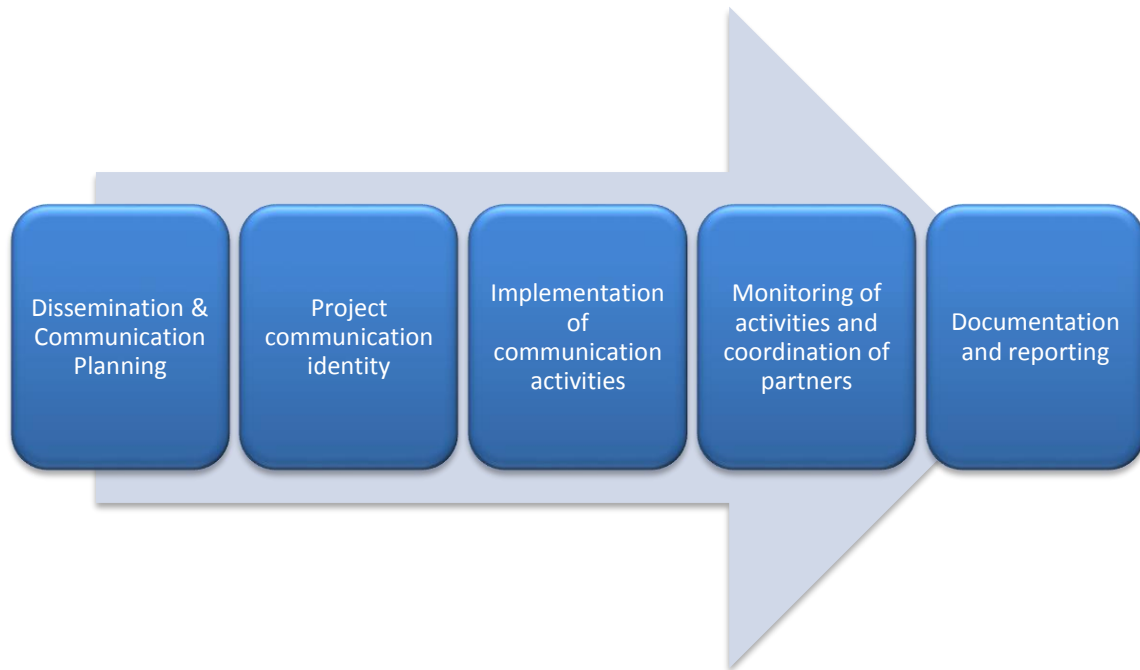 Dissemination &
Communication
Planning
Project
communication
identity
Implementation
of
communication
activities
Monitoring of
activities and
coordination of
partners
Documentation
and reporting